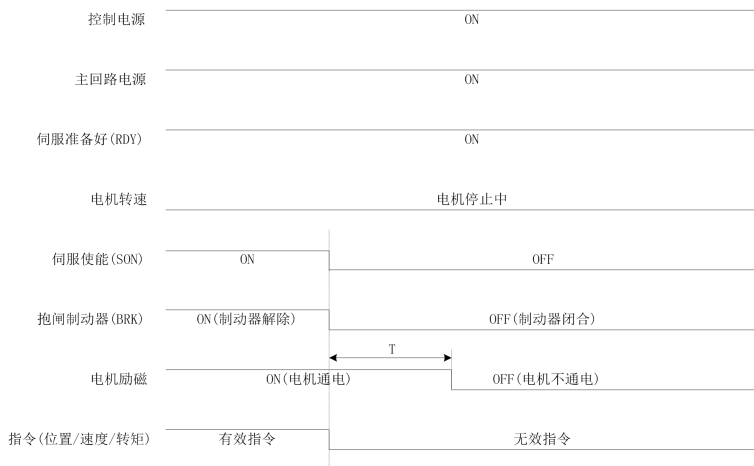 控制电源 ON
主回路电源 ON
伺服准备好(RDY) ON
电机转速 电机停止中
伺服使能(SON) ON OFF
抱闸制动器(BRK) ON(制动器解除) OFF(制动器闭合)
T
电机励磁 ON(电机通电) OFF(电机不通电)
指令(位置/速度/转矩) 有效指令 无效指令